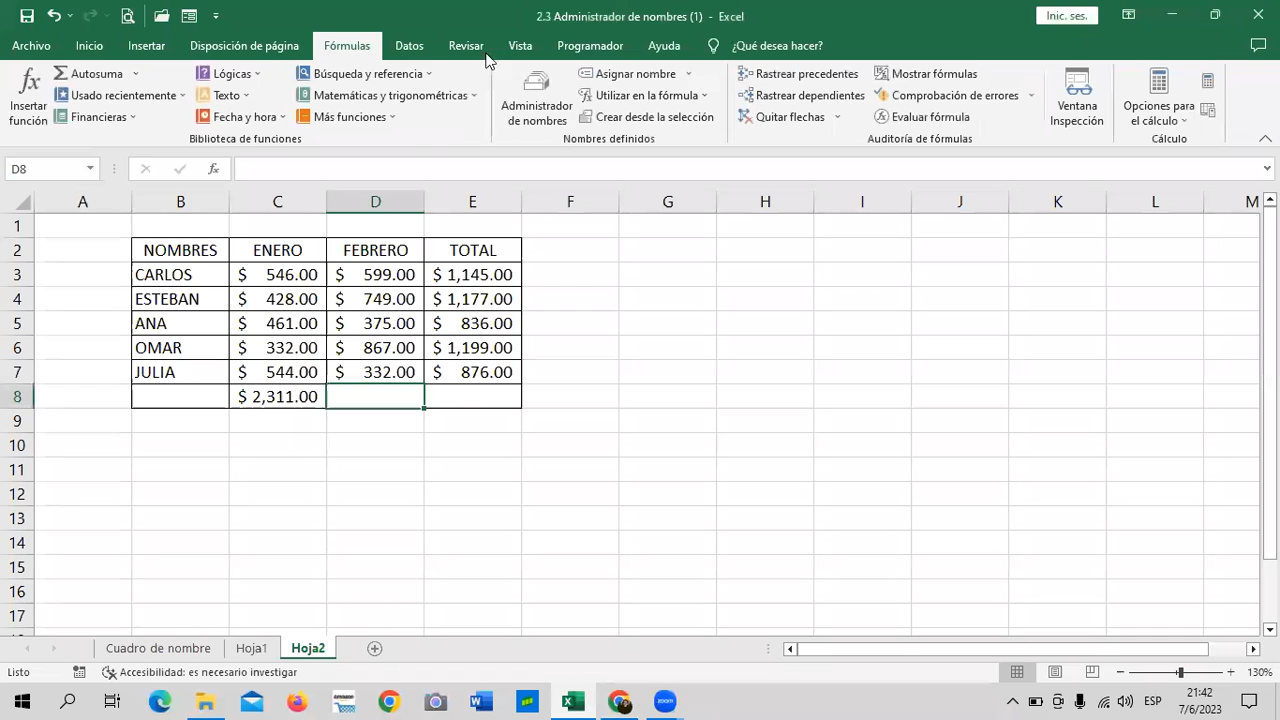 2.3 Administrador de nombres (1) - Excel
Inic. ses.
Archivo Inicio Insertar Disposición de página Fórmulas Datos Revisar Vista Programador Ayuda ¿Qué desea hacer?
Insertar función
Autosuma
Usado recientemente
Financieras
Lógicas
Texto
Fecha y hora
Búsqueda y referencia
Matemáticas y trigonométricas
Más funciones
Biblioteca de funciones
Administrador de nombres
Asignar nombre
Utilizar en la fórmula
Crear desde la selección
Nombres definidos
Rastrear precedentes
Rastrear dependientes
Quitar flechas
Mostrar fórmulas
Comprobación de errores
Evaluar fórmula
Auditoría de fórmulas
Ventana Inspección
Opciones para el cálculo
Cálculo
D8 fx
A B C D E F G H I J K L M
1
2 NOMBRES ENERO FEBRERO TOTAL
3 CARLOS $ 546.00 $ 599.00 $ 1,145.00
4 ESTEBAN $ 428.00 $ 749.00 $ 1,177.00
5 ANA $ 461.00 $ 375.00 $ 836.00
6 OMAR $ 332.00 $ 867.00 $ 1,199.00
7 JULIA $ 544.00 $ 332.00 $ 876.00
8 $ 2,311.00
9
10
11
12
13
14
15
16
17
Cuadro de nombre Hoja1 Hoja2
Listo Accesibilidad: es necesario investigar 130%
zoom ESP 21:42
7/6/2023